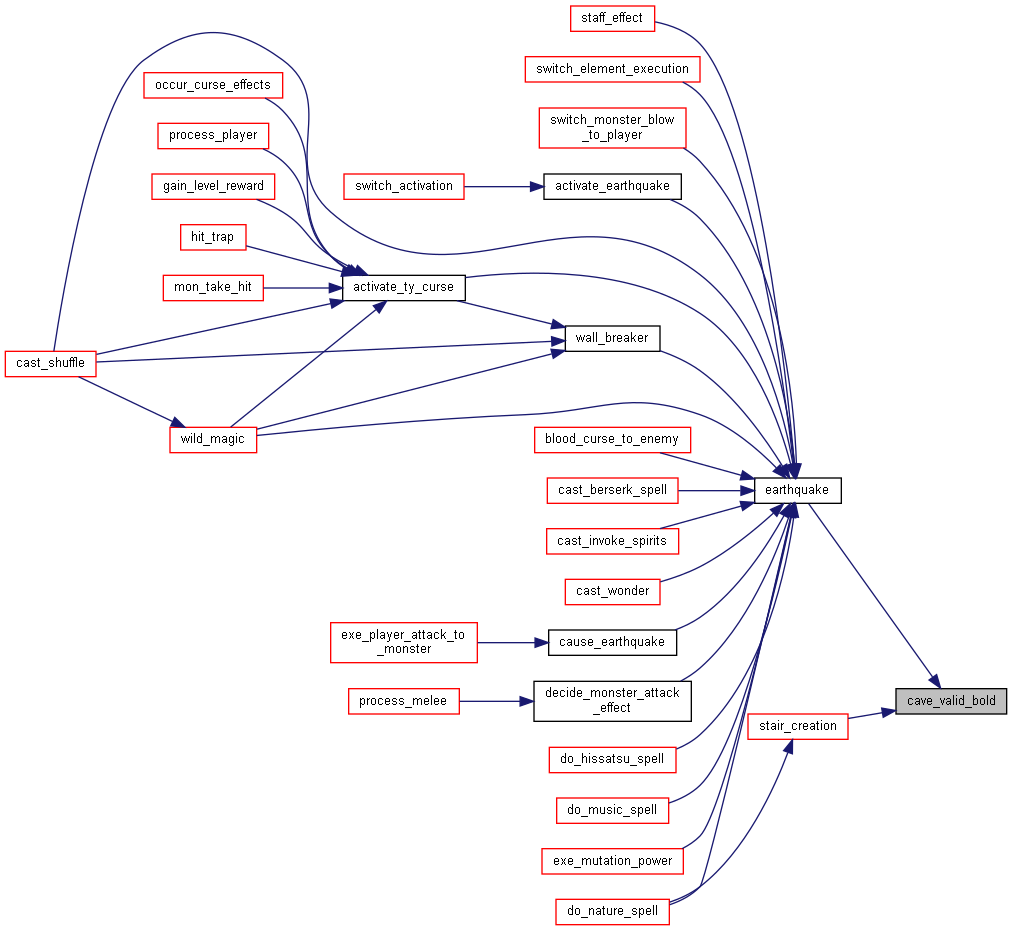 staff_effect
switch_element_execution
occur_curse_effects
switch_monster_blow
_to_player
process_player
gain_level_reward
switch_activation
activate_earthquake
hit_trap
mon_take_hit
activate_ty_curse
wall_breaker
cast_shuffle
wild_magic
blood_curse_to_enemy
cast_berserk_spell
earthquake
cast_invoke_spirits
cast_wonder
exe_player_attack_to
_monster
cause_earthquake
process_melee
decide_monster_attack
_effect
cave_valid_bold
stair_creation
do_hissatsu_spell
do_music_spell
exe_mutation_power
do_nature_spell